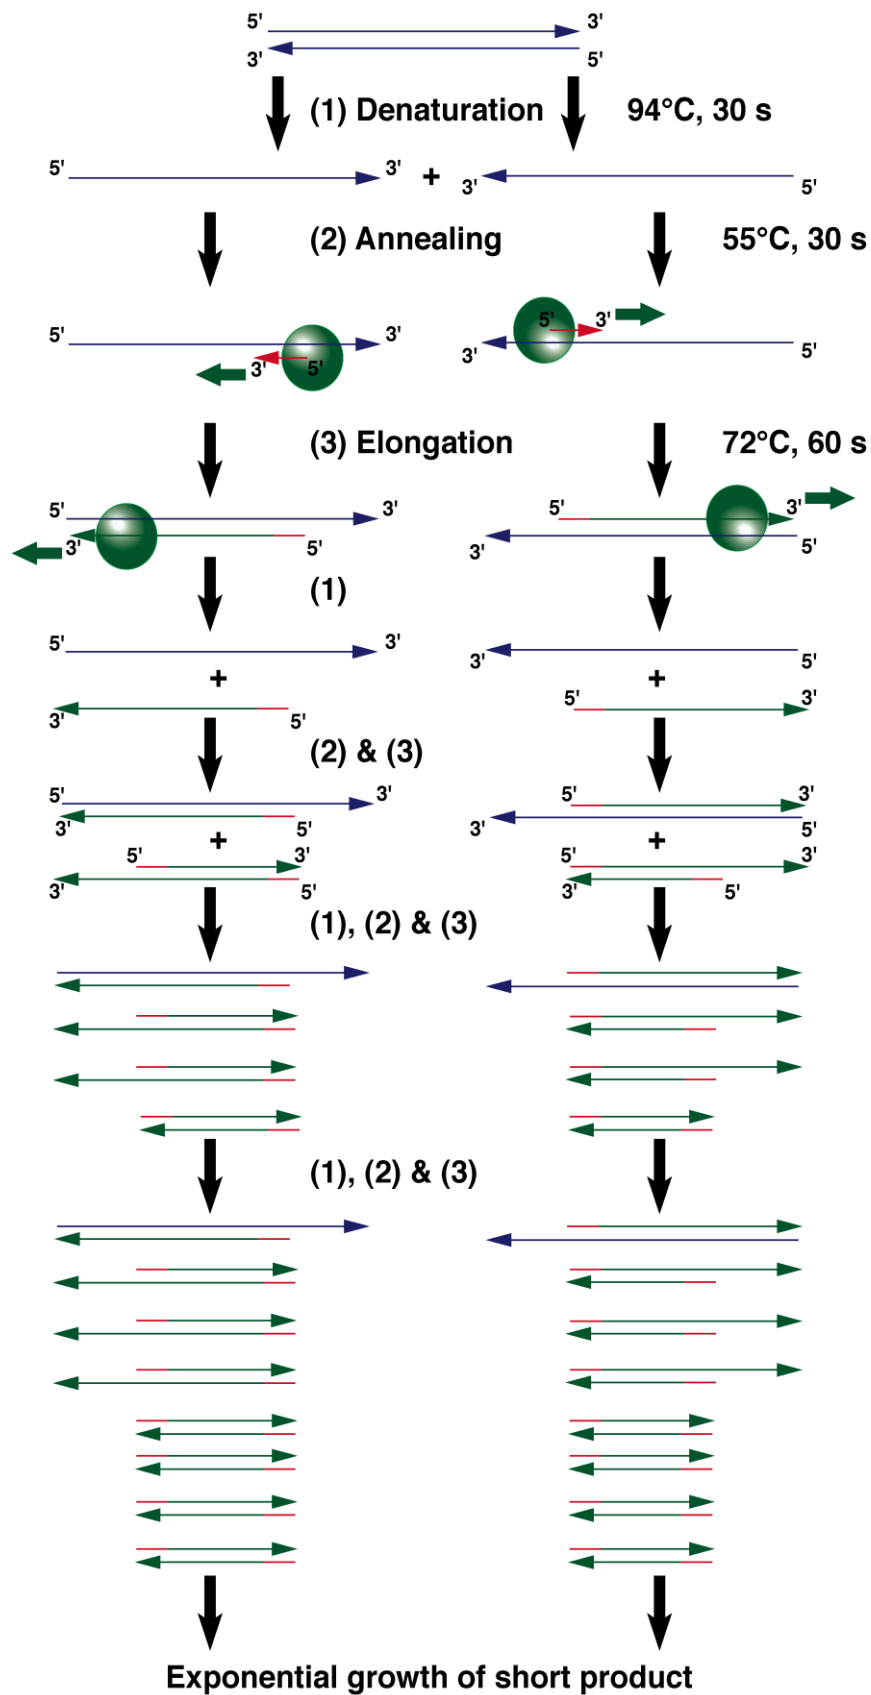 5' 3'
3' 5'
(1) Denaturation 94°C, 30 s
5' 3' + 3' 5'
(2) Annealing 55°C, 30 s
5' 3' 5' 3'
3' 5' 3' 5'
(3) Elongation 72°C, 60 s
5' 3' 5' 3'
3' 5' 3' 5'
(1)
5' 3' 3' 5'
+ +
3' 5' 5' 3'
(2) & (3)
5' 3' 5' 3'
3' 5' 3' 5'
+ +
5' 3' 5' 3'
3' 5' 3' 5'
(1), (2) & (3)
(1), (2) & (3)
Exponential growth of short product